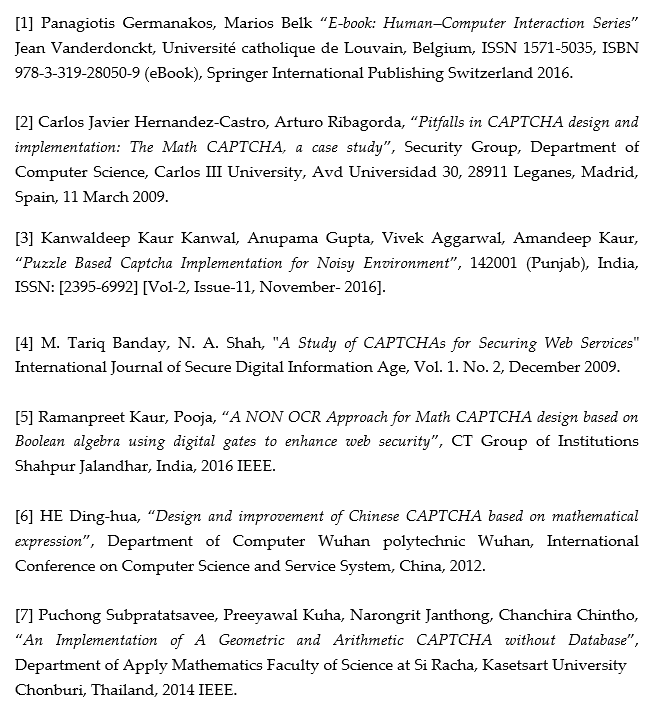 [1] Panagiotis Germanakos, Marios Belk “E-book: Human–Computer Interaction Series”
Jean Vanderdonckt, Université catholique de Louvain, Belgium, ISSN 1571-5035, ISBN
978-3-319-28050-9 (eBook), Springer International Publishing Switzerland 2016.
[2] Carlos Javier Hernandez-Castro, Arturo Ribagorda, “Pitfalls in CAPTCHA design and
implementation: The Math CAPTCHA, a case study”, Security Group, Department of
Computer Science, Carlos III University, Avd Universidad 30, 28911 Leganes, Madrid,
Spain, 11 March 2009.
[3] Kanwaldeep Kaur Kanwal, Anupama Gupta, Vivek Aggarwal, Amandeep Kaur,
“Puzzle Based Captcha Implementation for Noisy Environment”, 142001 (Punjab), India,
ISSN: [2395-6992] [Vol-2, Issue-11, November- 2016].
[4] M. Tariq Banday, N. A. Shah, "A Study of CAPTCHAs for Securing Web Services"
International Journal of Secure Digital Information Age, Vol. 1. No. 2, December 2009.
[5] Ramanpreet Kaur, Pooja, “A NON OCR Approach for Math CAPTCHA design based on
Boolean algebra using digital gates to enhance web security”, CT Group of Institutions
Shahpur Jalandhar, India, 2016 IEEE.
[6] HE Ding-hua, “Design and improvement of Chinese CAPTCHA based on mathematical
expression”, Department of Computer Wuhan polytechnic Wuhan, International
Conference on Computer Science and Service System, China, 2012.
[7] Puchong Subpratatsavee, Preeyawal Kuha, Narongrit Janthong, Chanchira Chintho,
“An Implementation of A Geometric and Arithmetic CAPTCHA without Database”,
Department of Apply Mathematics Faculty of Science at Si Racha, Kasetsart University
Chonburi, Thailand, 2014 IEEE.